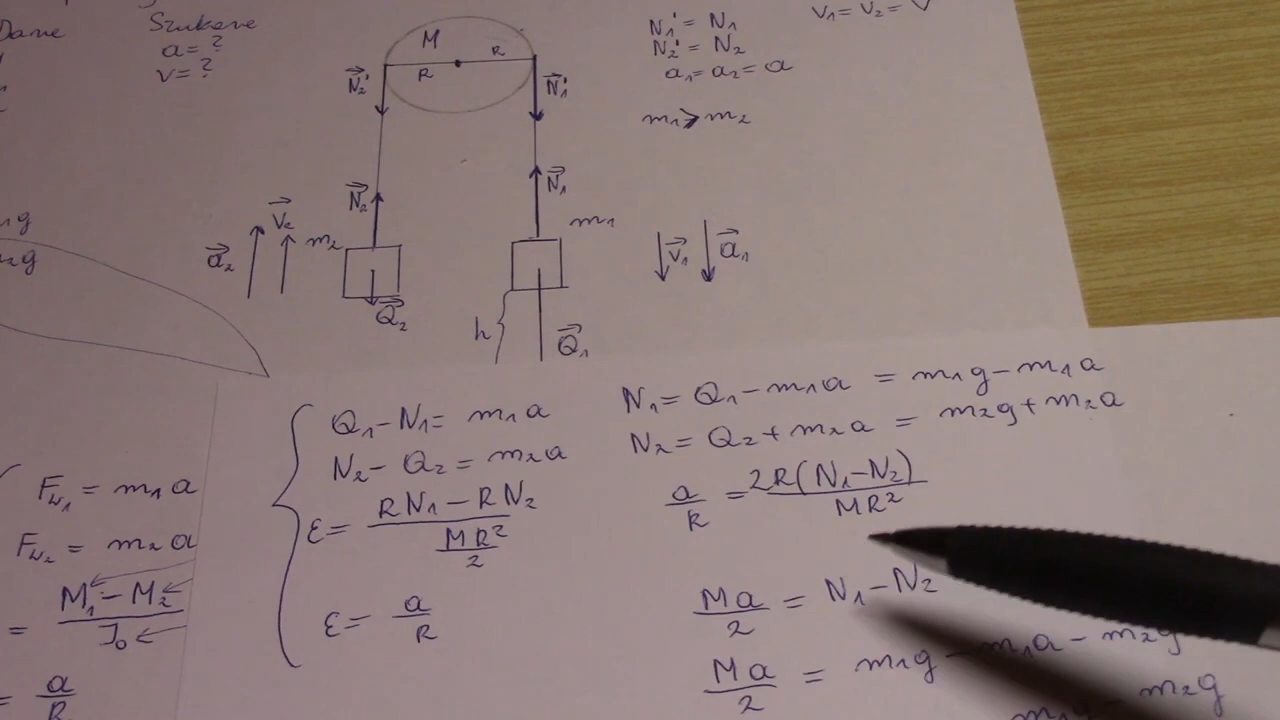 Dane
Szukane
a = ?
v = ?
M
R
R
N₂'
N₁'
N₁' = N₁
N₂' = N₂
a₁ = a₂ = a
m₁ > m₂
v₁ = v₂ = v
N₂
N₁
m₂
m₁
a₂
v₂
v₁
a₁
Q₂
h
Q₁
Q₁ - N₁ = m₁a
N₂ - Q₂ = m₂a
ε = (RN₁ - RN₂) / (MR²/2)
ε = a/R
N₁ = Q₁ - m₁a = m₁g - m₁a
N₂ = Q₂ + m₂a = m₂g + m₂a
a/R = 2R(N₁ - N₂) / MR²
Ma/2 = N₁ - N₂
Ma/2 = m₁g - m₁a - m₂g
m₂g
F_w₁ = m₁a
F_w₂ = m₂a
= (M₁ - M₂) / J₀
= a/R